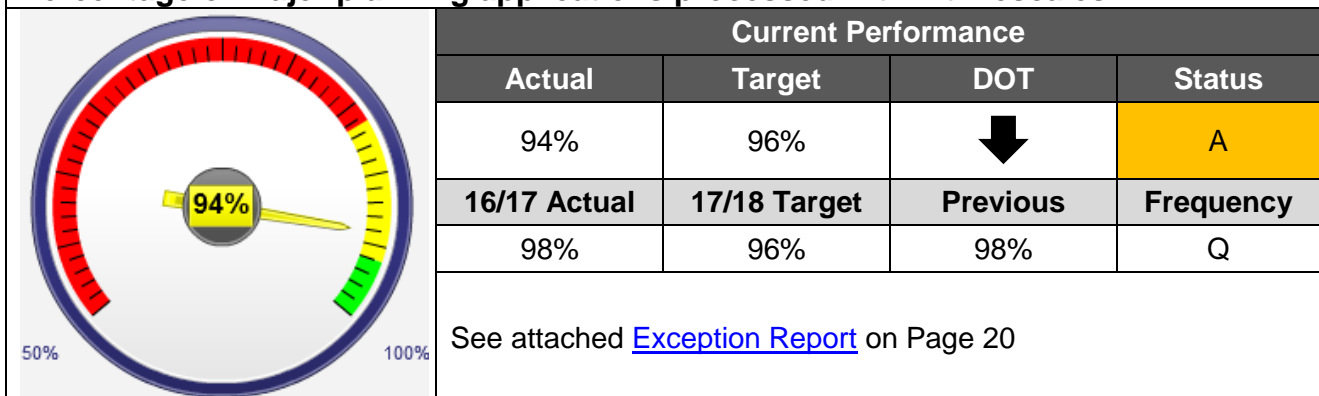 Current Performance
Actual Target DOT Status
94% 96% A
16/17 Actual 17/18 Target Previous Frequency
98% 96% 98% Q
94%
50% 100%
See attached Exception Report on Page 20